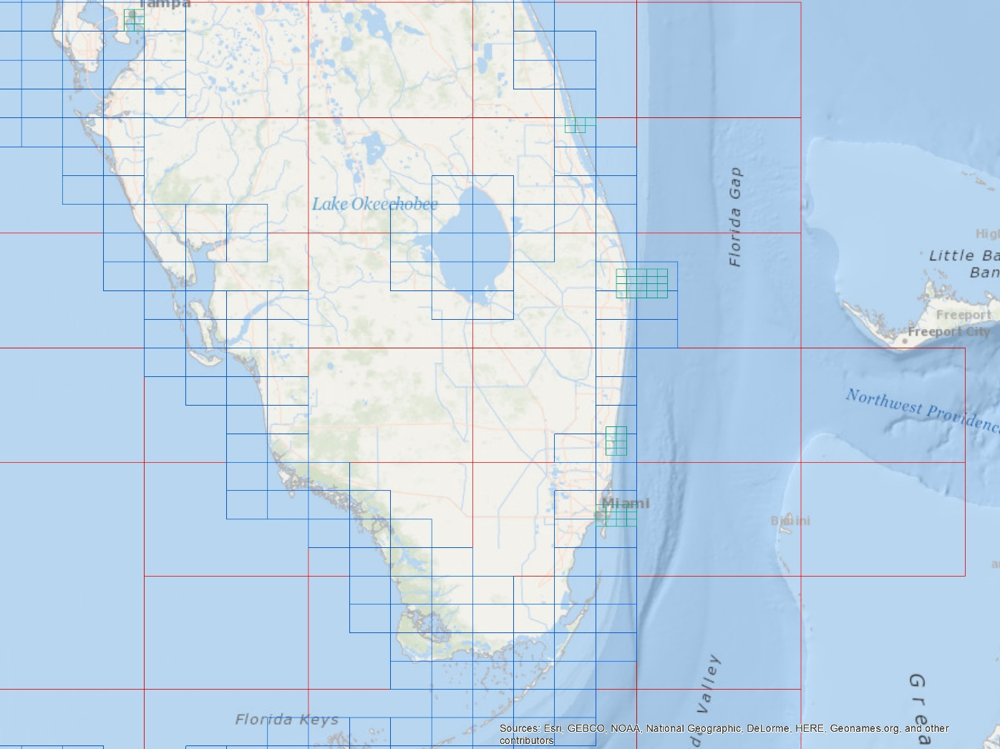 Tampa
Florida Gap
Lake Okeechobee
Little Ba
Ban
Freeport
Freeport City
Northwest Providenc
Miami
Bimini
Valley
Grea
Florida Keys
Sources: Esri, GEBCO, NOAA, National Geographic, DeLorme, HERE, Geonames.org, and other
contributors